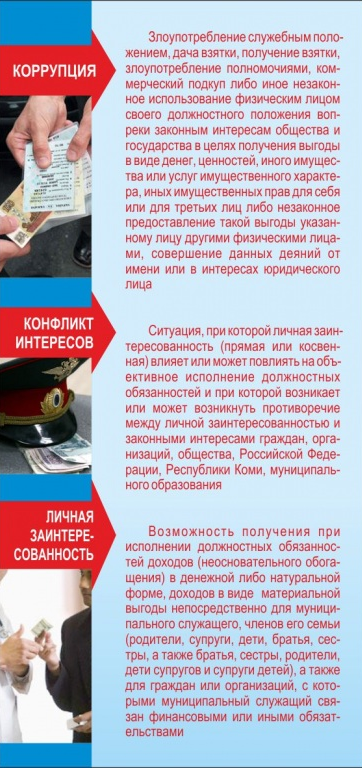 КОРРУПЦИЯ
Злоупотребление служебным поло-
жением, дача взятки, получение взятки,
злоупотребление полномочиями, ком-
мерческий подкуп либо иное незакон-
ное использование физическим лицом
своего должностного положения воп-
реки законным интересам общества и
государства в целях получения выгоды
в виде денег, ценностей, иного имущес-
тва или услуг имущественного характе-
ра, иных имущественных прав для себя
или для третьих лиц либо незаконное
предоставление такой выгоды указан-
ному лицу другими физическими лица-
ми, совершение данных деяний от
имени или в интересах юридического
лица
КОНФЛИКТ
ИНТЕРЕСОВ
Ситуация, при которой личная заин-
тересованность (прямая или косвен-
ная) влияет или может повлиять на объ-
ективное исполнение должностных
обязанностей и при которой возникает
или может возникнуть противоречие
между личной заинтересованностью и
законными интересами граждан, орга-
низаций, общества, Российской Феде-
рации, Республики Коми, муниципаль-
ного образования
ЛИЧНАЯ
ЗАИНТЕРЕ-
СОВАННОСТЬ
Возможность получения при
исполнении должностных обязаннос-
тей доходов (неосновательного обога-
щения) в денежной либо натуральной
форме, доходов в виде материальной
выгоды непосредственно для муници-
пального служащего, членов его семьи
(родители, супруги, дети, братья, сес-
тры, а также братья, сестры, родители,
дети супругов и супруги детей), а также
для граждан или организаций, с кото-
рыми муниципальный служащий свя-
зан финансовыми или иными обязат-
ельствами